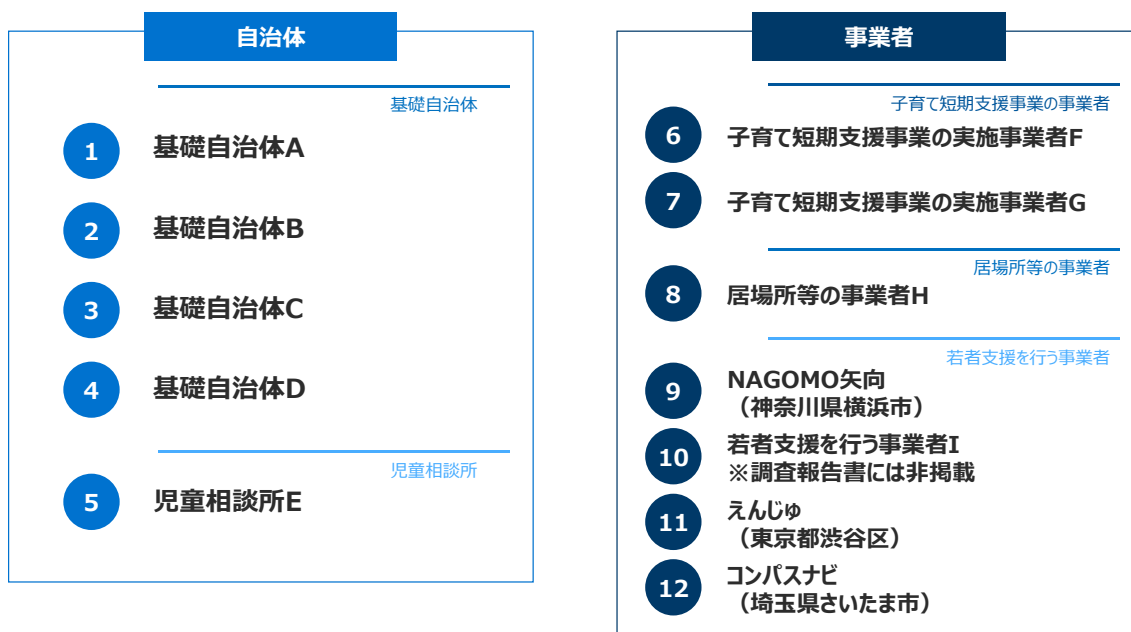 自治体
基礎自治体
1
基礎自治体A
2
基礎自治体B
3
基礎自治体C
4
基礎自治体D
児童相談所
5
児童相談所E
事業者
子育て短期支援事業の事業者
6
子育て短期支援事業の実施事業者F
7
子育て短期支援事業の実施事業者G
居場所等の事業者
8
居場所等の事業者H
若者支援を行う事業者
9
NAGOMO矢向
（神奈川県横浜市）
10
若者支援を行う事業者I
※調査報告書には非掲載
11
えんじゅ
（東京都渋谷区）
12
コンパスナビ
（埼玉県さいたま市）